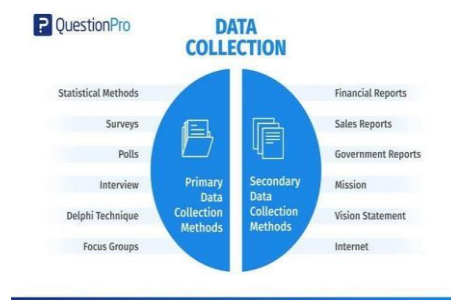 QuestionPro
DATA
COLLECTION
Statistical Methods
Surveys
Polls
Interview
Delphi Technique
Focus Groups
Primary
Data
Collection
Methods
Secondary
Data
Collection
Methods
Financial Reports
Sales Reports
Government Reports
Mission
Vision Statement
Internet